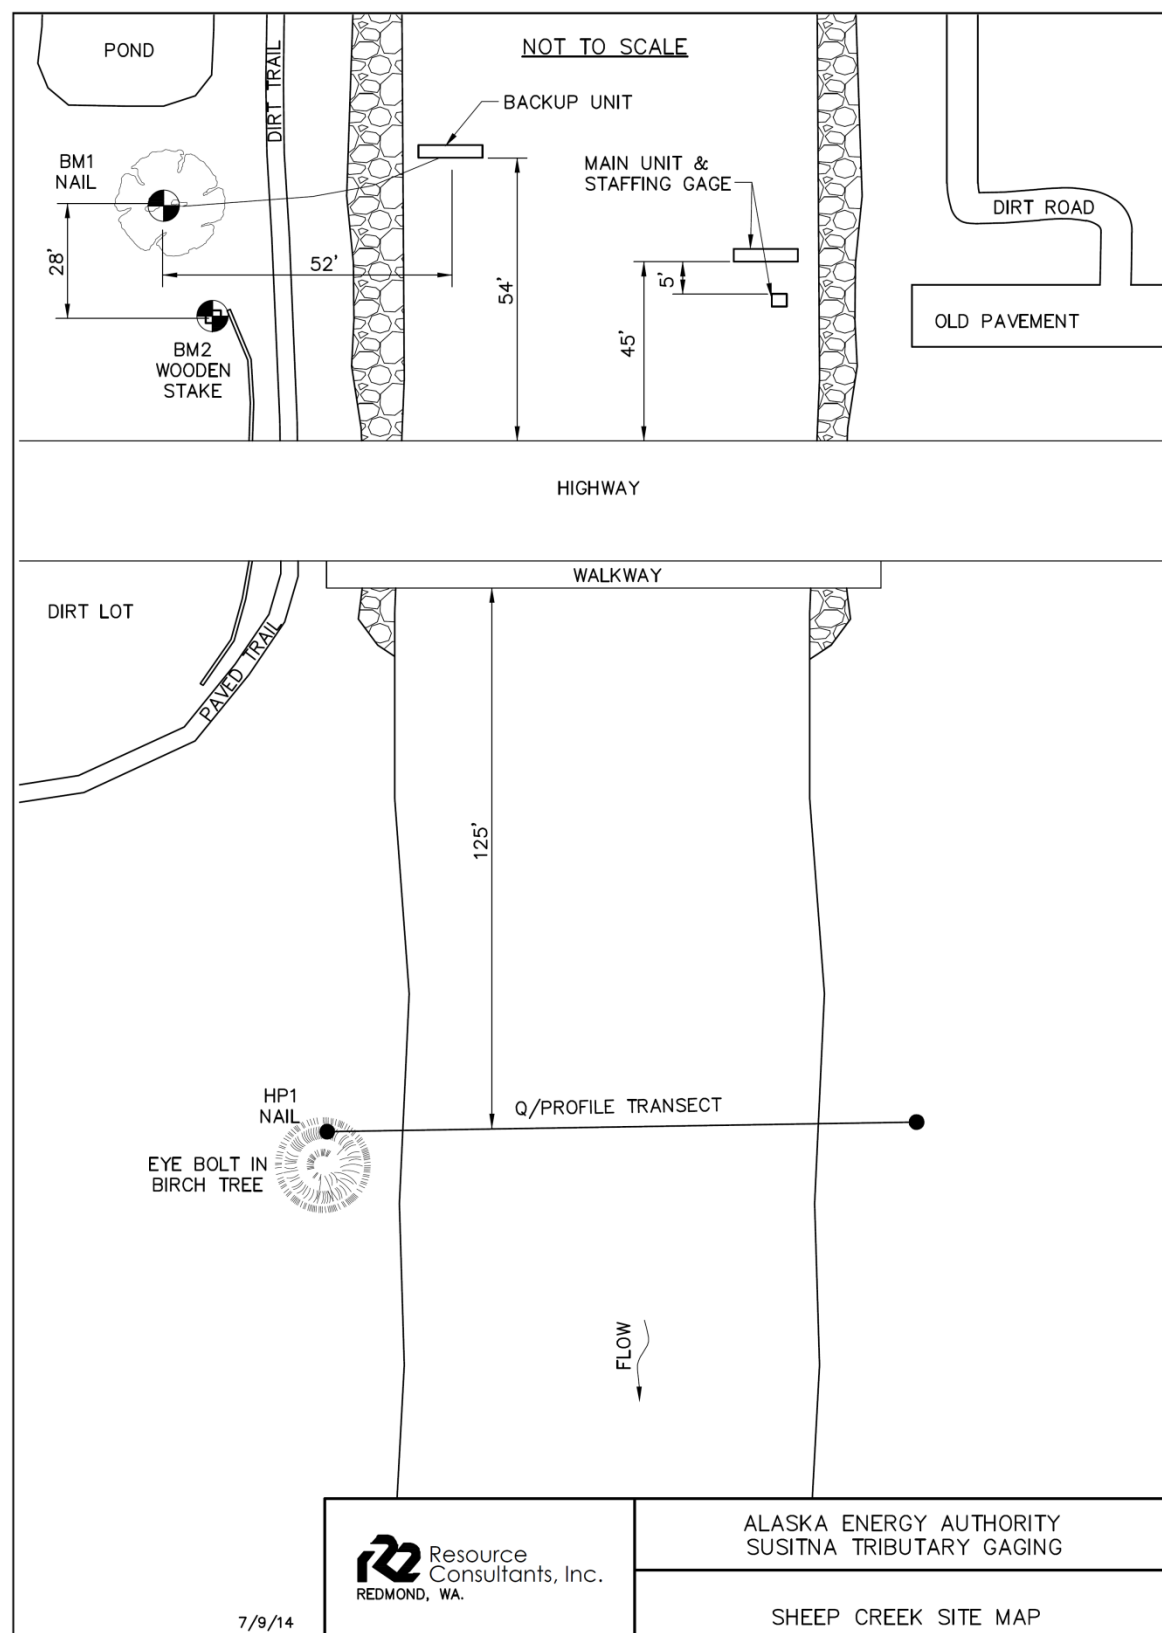 POND
DIRT TRAIL
NOT TO SCALE
BACKUP UNIT
BM1
NAIL
MAIN UNIT &
STAFFING GAGE
DIRT ROAD
28'
52'
54'
5'
45'
BM2
WOODEN
STAKE
OLD PAVEMENT
HIGHWAY
WALKWAY
DIRT LOT
PAVED TRAIL
125'
HP1
NAIL
Q/PROFILE TRANSECT
EYE BOLT IN
BIRCH TREE
FLOW
R2 Resource
Consultants, Inc.
REDMOND, WA.
ALASKA ENERGY AUTHORITY
SUSITNA TRIBUTARY GAGING
SHEEP CREEK SITE MAP
7/9/14